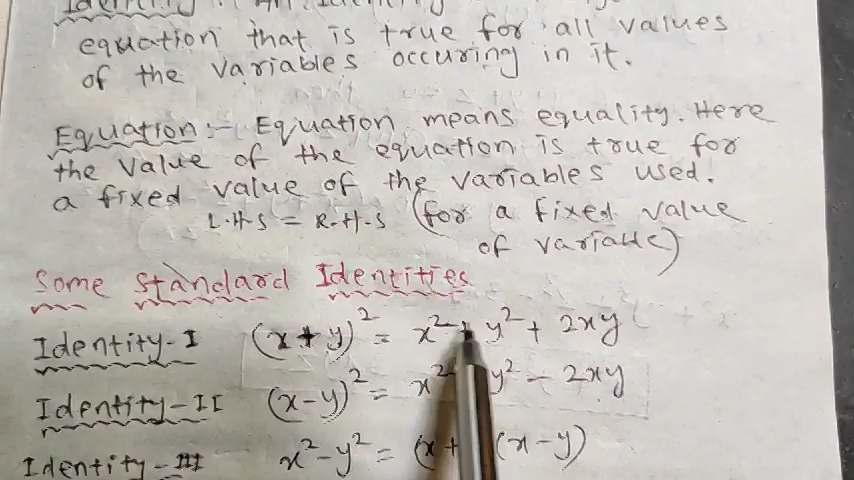 equation that is true for all values
of the variables occuring in it.
Equation :- Equation means equality. Here
the value of the equation is true for
a fixed value of the variables used.
L.H.S = R.H.S (for a fixed value
of variable)
Some standard Identities
Identity-I (x+y)² = x² + y² + 2xy
Identity-II (x-y)² = x² y² - 2xy
Identity-III x² - y² = (x+ (x-y)